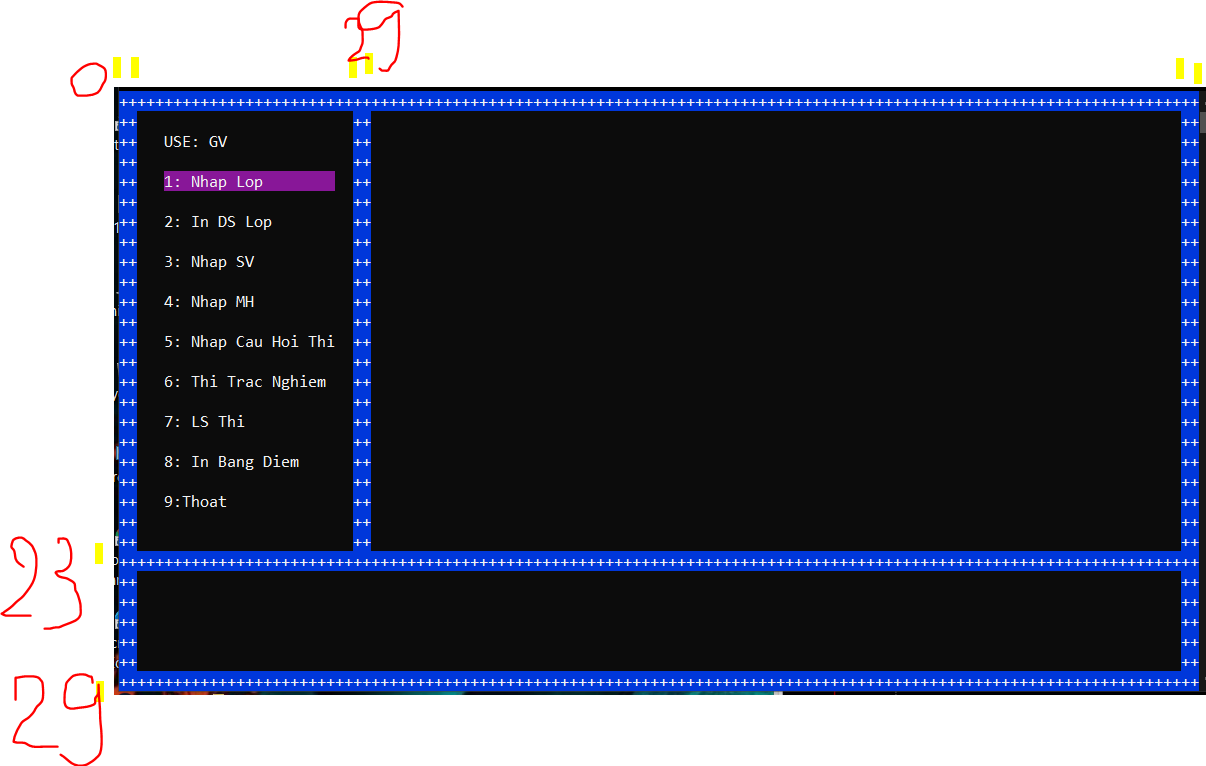 29
0
USE: GV
1: Nhap Lop
2: In DS Lop
3: Nhap SV
4: Nhap MH
5: Nhap Cau Hoi Thi
6: Thi Trac Nghiem
7: LS Thi
8: In Bang Diem
9:Thoat
23
29